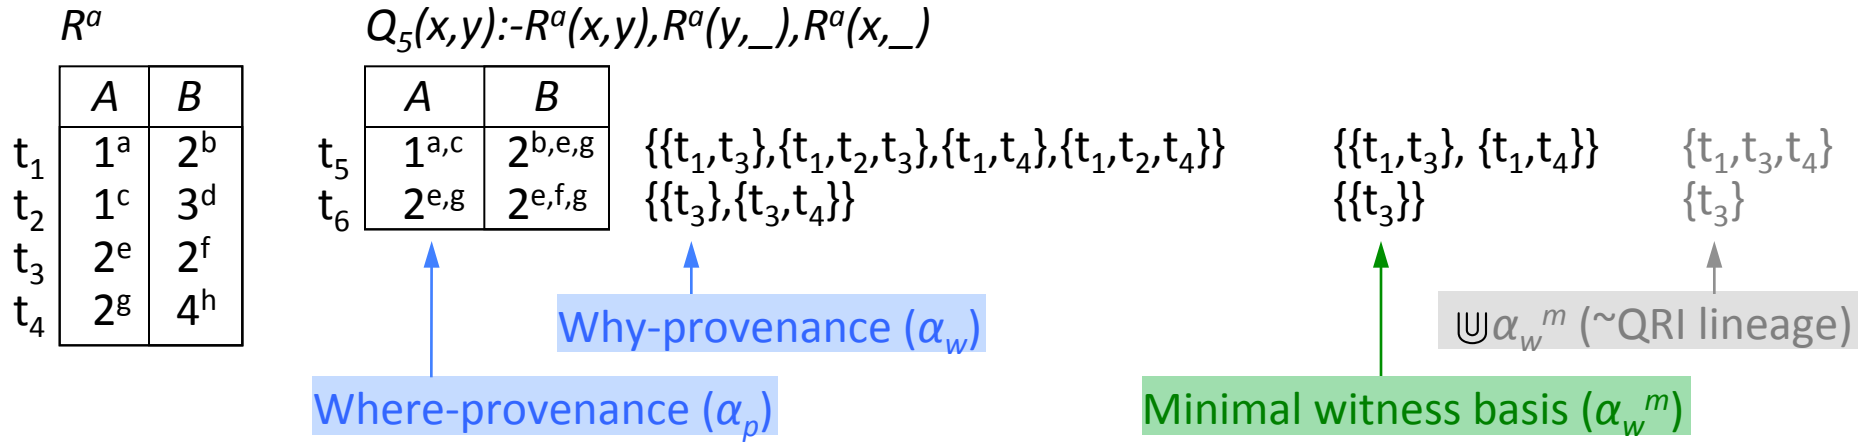 Rᵃ Q₅(x,y):-Rᵃ(x,y),Rᵃ(y,_),Rᵃ(x,_)
A B A B
t₁ 1ᵃ 2ᵇ t₅ 1ᵃ,ᶜ 2ᵇ,ᵉ,ᵍ {{t₁,t₃},{t₁,t₂,t₃},{t₁,t₄},{t₁,t₂,t₄}} {{t₁,t₃}, {t₁,t₄}} {t₁,t₃,t₄}
t₂ 1ᶜ 3ᵈ t₆ 2ᵉ,ᵍ 2ᵉ,ᶠ,ᵍ {{t₃},{t₃,t₄}} {{t₃}} {t₃}
t₃ 2ᵉ 2ᶠ
t₄ 2ᵍ 4ʰ
Why-provenance (α_w) ⋓α_wᵐ (~QRI lineage)
Where-provenance (α_p) Minimal witness basis (α_wᵐ)